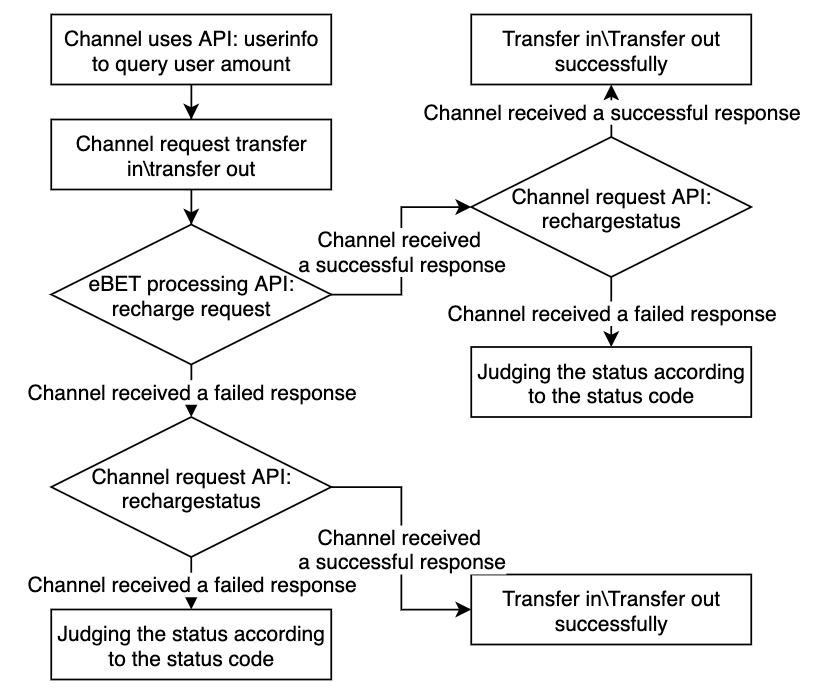 Channel uses API: userinfo
to query user amount
Channel request transfer
in\transfer out
eBET processing API:
recharge request
Channel received
a successful response
Channel request API:
rechargestatus
Channel received a successful response
Transfer in\Transfer out
successfully
Channel received a failed response
Judging the status according
to the status code
Channel received a failed response
Channel request API:
rechargestatus
Channel received
a successful response
Transfer in\Transfer out
successfully
Channel received a failed response
Judging the status according
to the status code